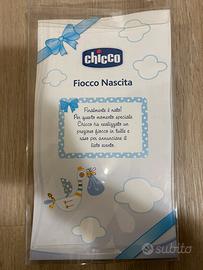 chicco
Fiocco Nascita
Finalmente è nato!
Per questo momento speciale
Chicco ha realizzato un
prezioso fiocco in tulle e
raso per annunciare il
lieto evento.
subito